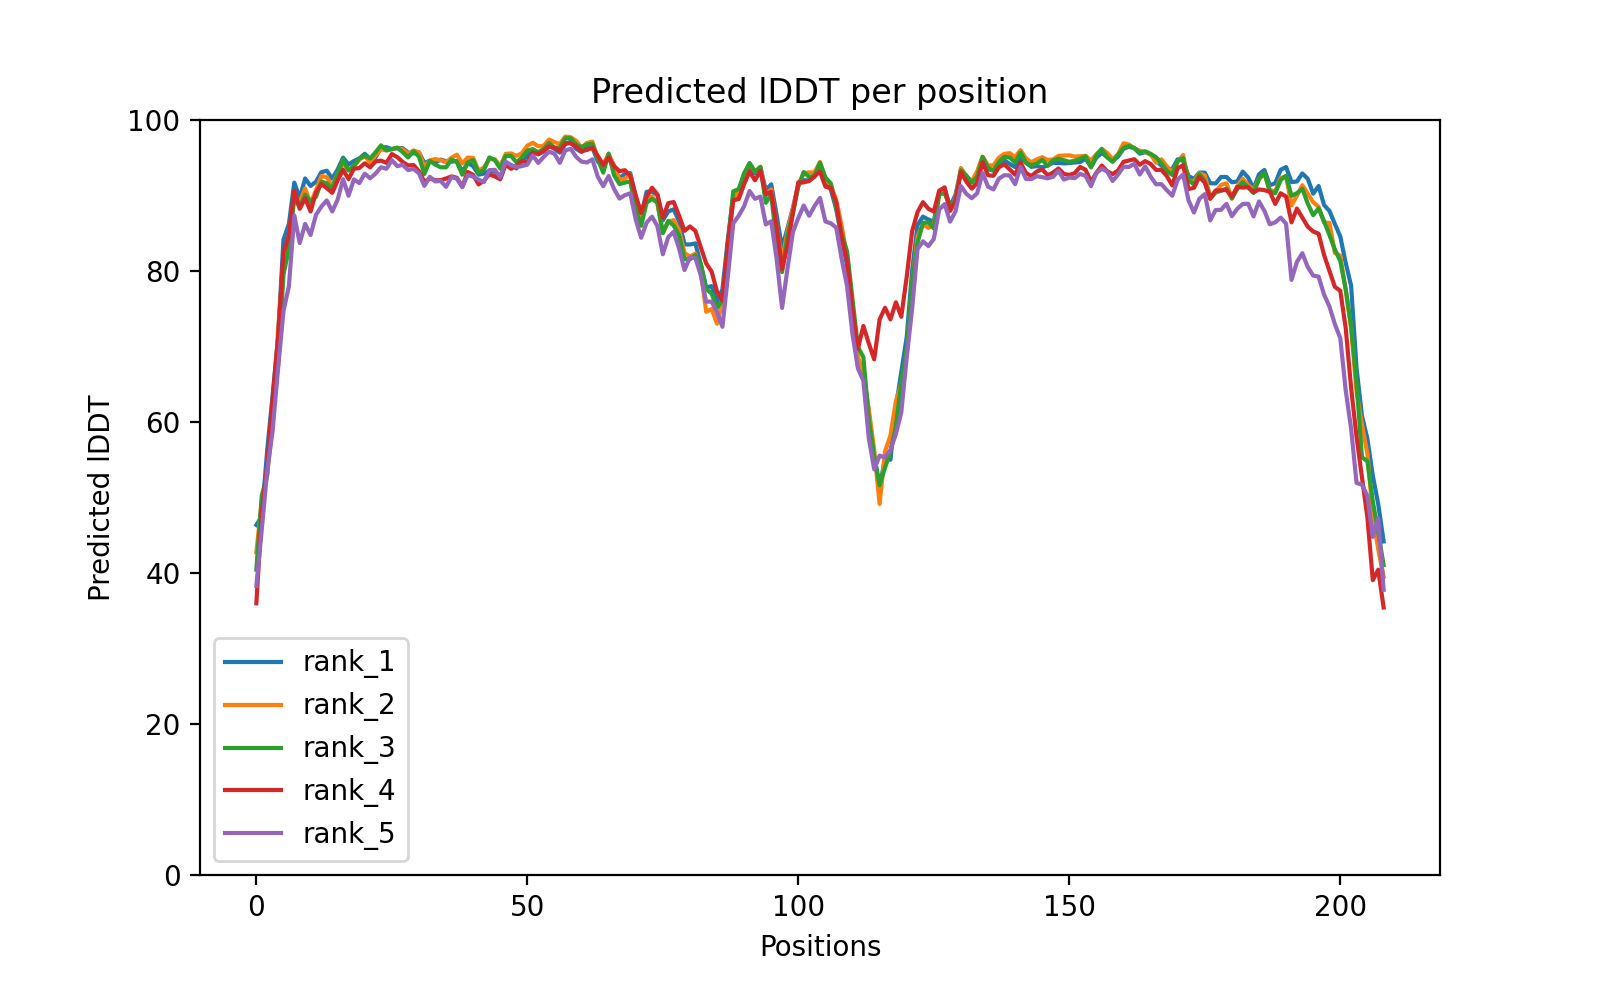 Predicted lDDT per position
100
80
60
40
20
0
Predicted lDDT
rank_1
rank_2
rank_3
rank_4
rank_5
0 50 100 150 200
Positions